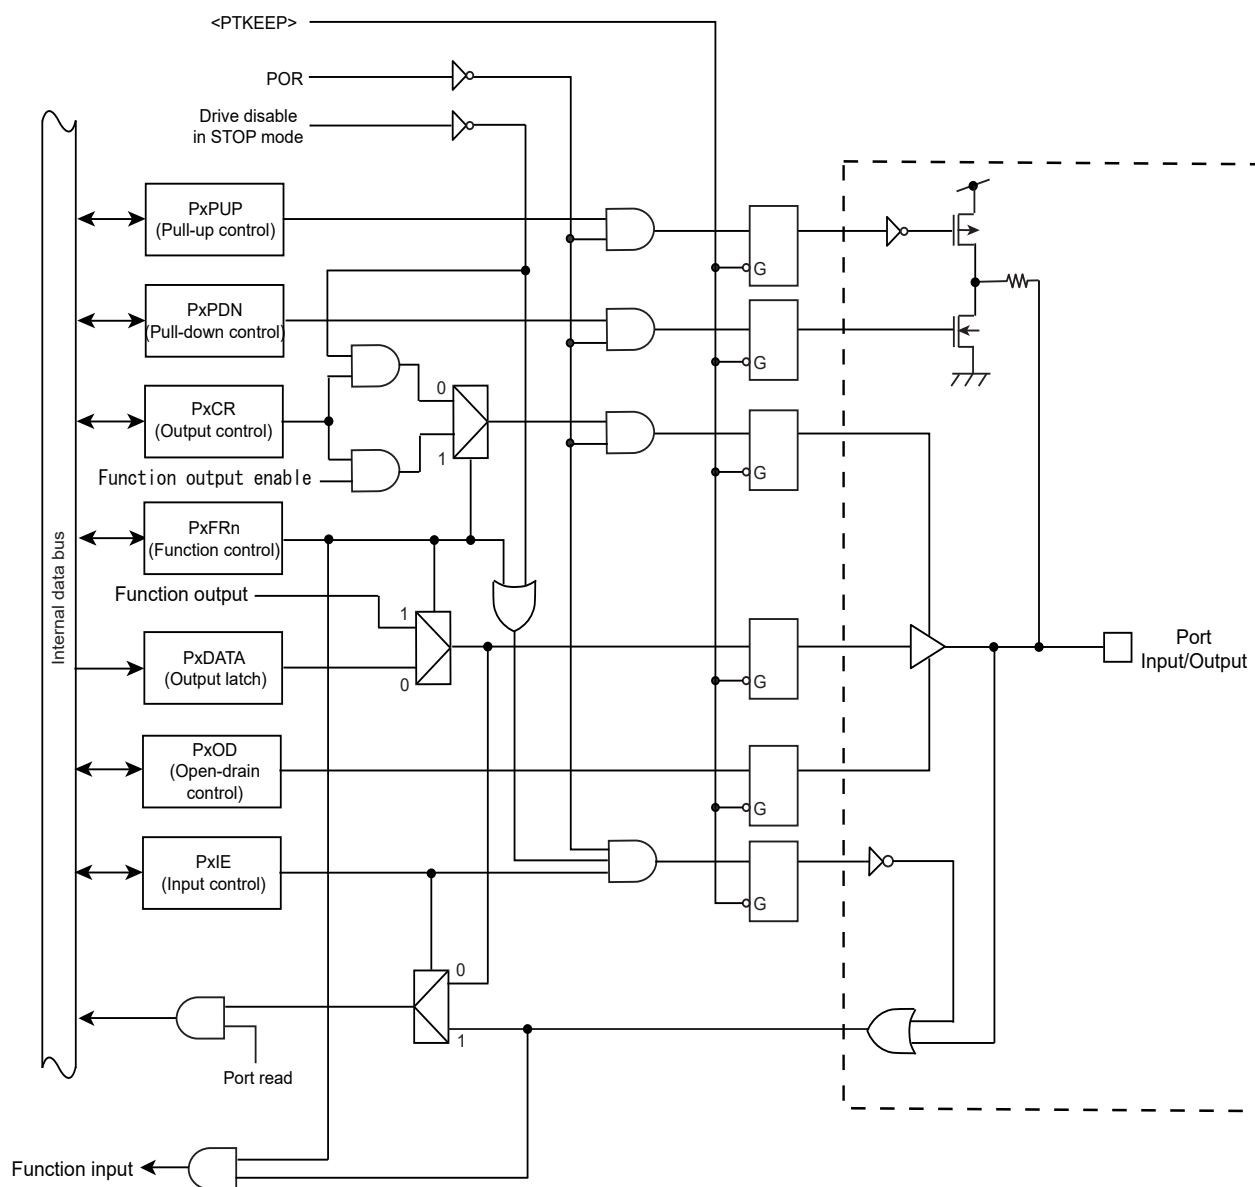 <PTKEEP>
POR
Drive disable
in STOP mode
PxPUP
(Pull-up control)
G
PxPDN
(Pull-down control)
G
0
PxCR
(Output control)
1
G
Function output enable
PxFRn
(Function control)
Internal data bus
Function output
1
PxDATA
(Output latch)
0
G
Port
Input/Output
PxOD
(Open-drain
control)
G
PxIE
(Input control)
G
0
1
Port read
Function input